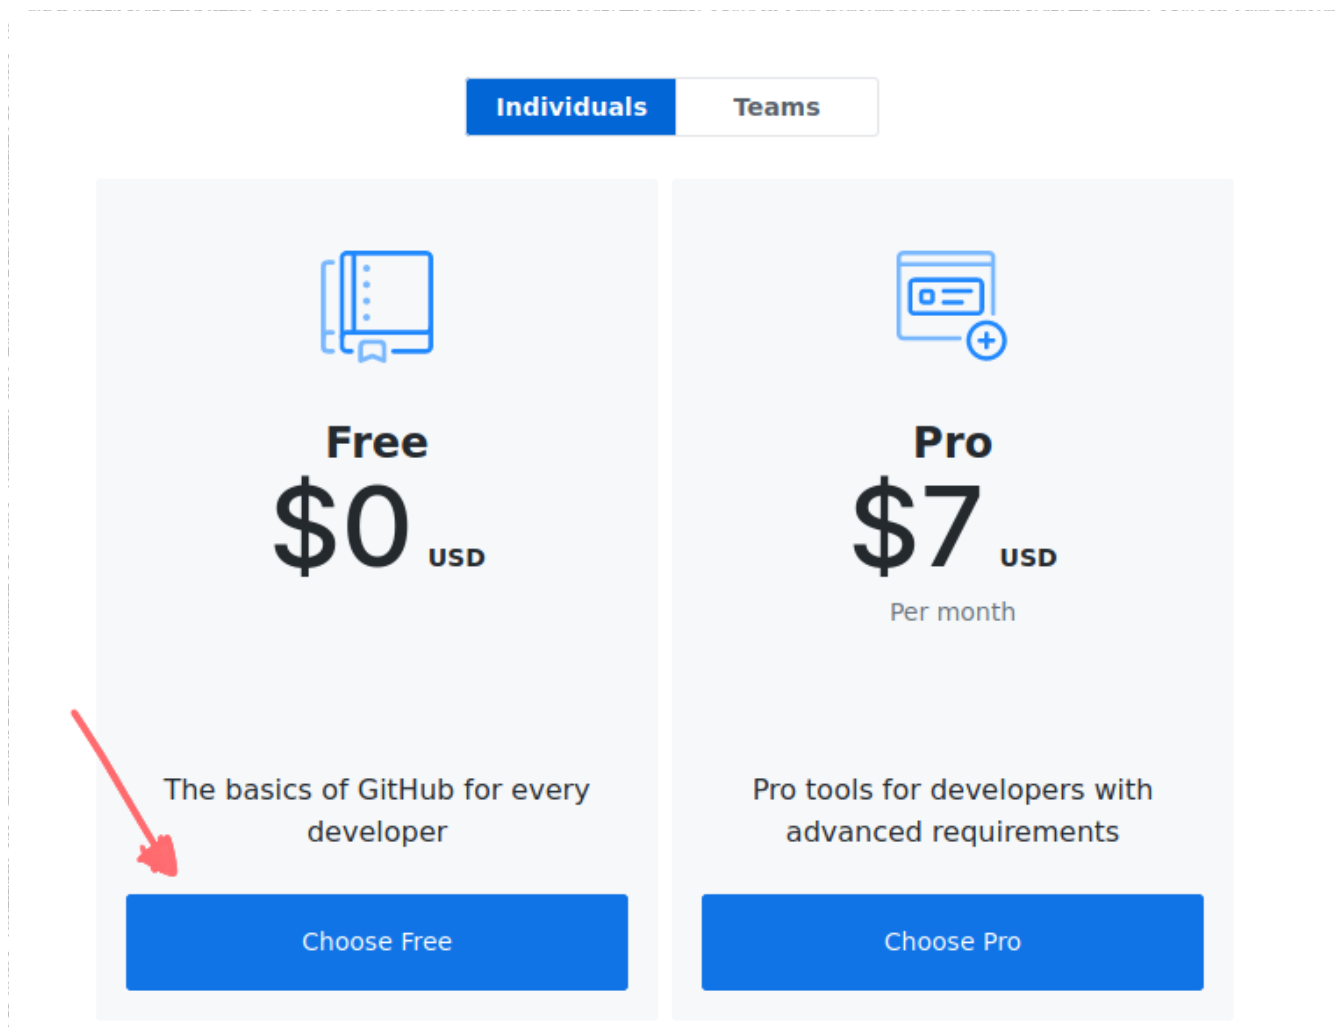 Individuals
Teams
Free
$0 USD
The basics of GitHub for every
developer
Choose Free
Pro
$7 USD
Per month
Pro tools for developers with
advanced requirements
Choose Pro